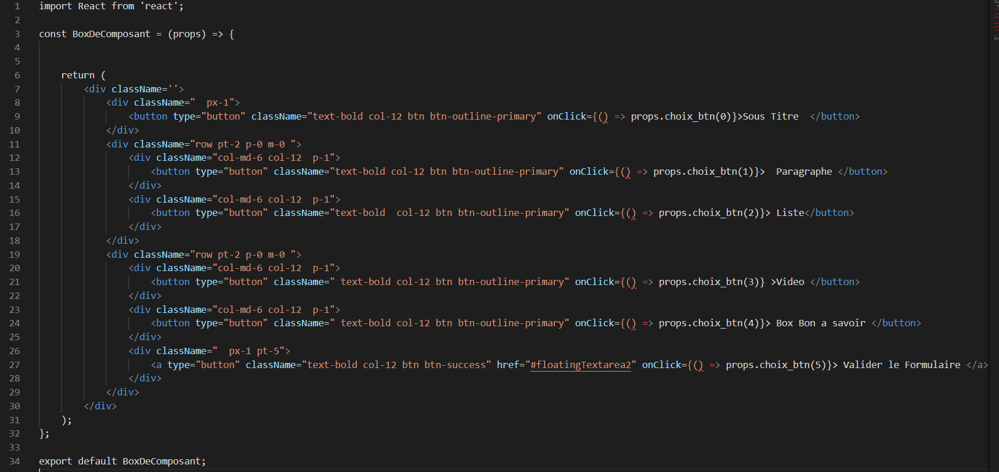 1 import React from 'react';
2
3 const BoxDeComposant = (props) => {
4
5
6     return (
7         <div className=''>
8             <div className="  px-1">
9                 <button type="button" className="text-bold col-12 btn btn-outline-primary" onClick={() => props.choix_btn(0)}>Sous Titre  </button>
10             </div>
11             <div className="row pt-2 p-0 m-0 ">
12                 <div className="col-md-6 col-12  p-1">
13                     <button type="button" className="text-bold col-12 btn btn-outline-primary" onClick={() => props.choix_btn(1)}>  Paragraphe </button>
14                 </div>
15                 <div className="col-md-6 col-12  p-1">
16                     <button type="button" className="text-bold  col-12 btn btn-outline-primary" onClick={() => props.choix_btn(2)}> Liste</button>
17                 </div>
18             </div>
19             <div className="row pt-2 p-0 m-0 ">
20                 <div className="col-md-6 col-12  p-1">
21                     <button type="button" className=" text-bold col-12 btn btn-outline-primary" onClick={() => props.choix_btn(3)} >Video </button>
22                 </div>
23                 <div className="col-md-6 col-12  p-1">
24                     <button type="button" className=" text-bold col-12 btn btn-outline-primary" onClick={() => props.choix_btn(4)}> Box Bon a savoir </button>
25                 </div>
26                 <div className="  px-1 pt-5">
27                     <a type="button" className="text-bold col-12 btn btn-success" href="#floatingTextarea2" onClick={() => props.choix_btn(5)}> Valider le Formulaire </a>
28                 </div>
29             </div>
30         </div>
31     );
32 };
33
34 export default BoxDeComposant;